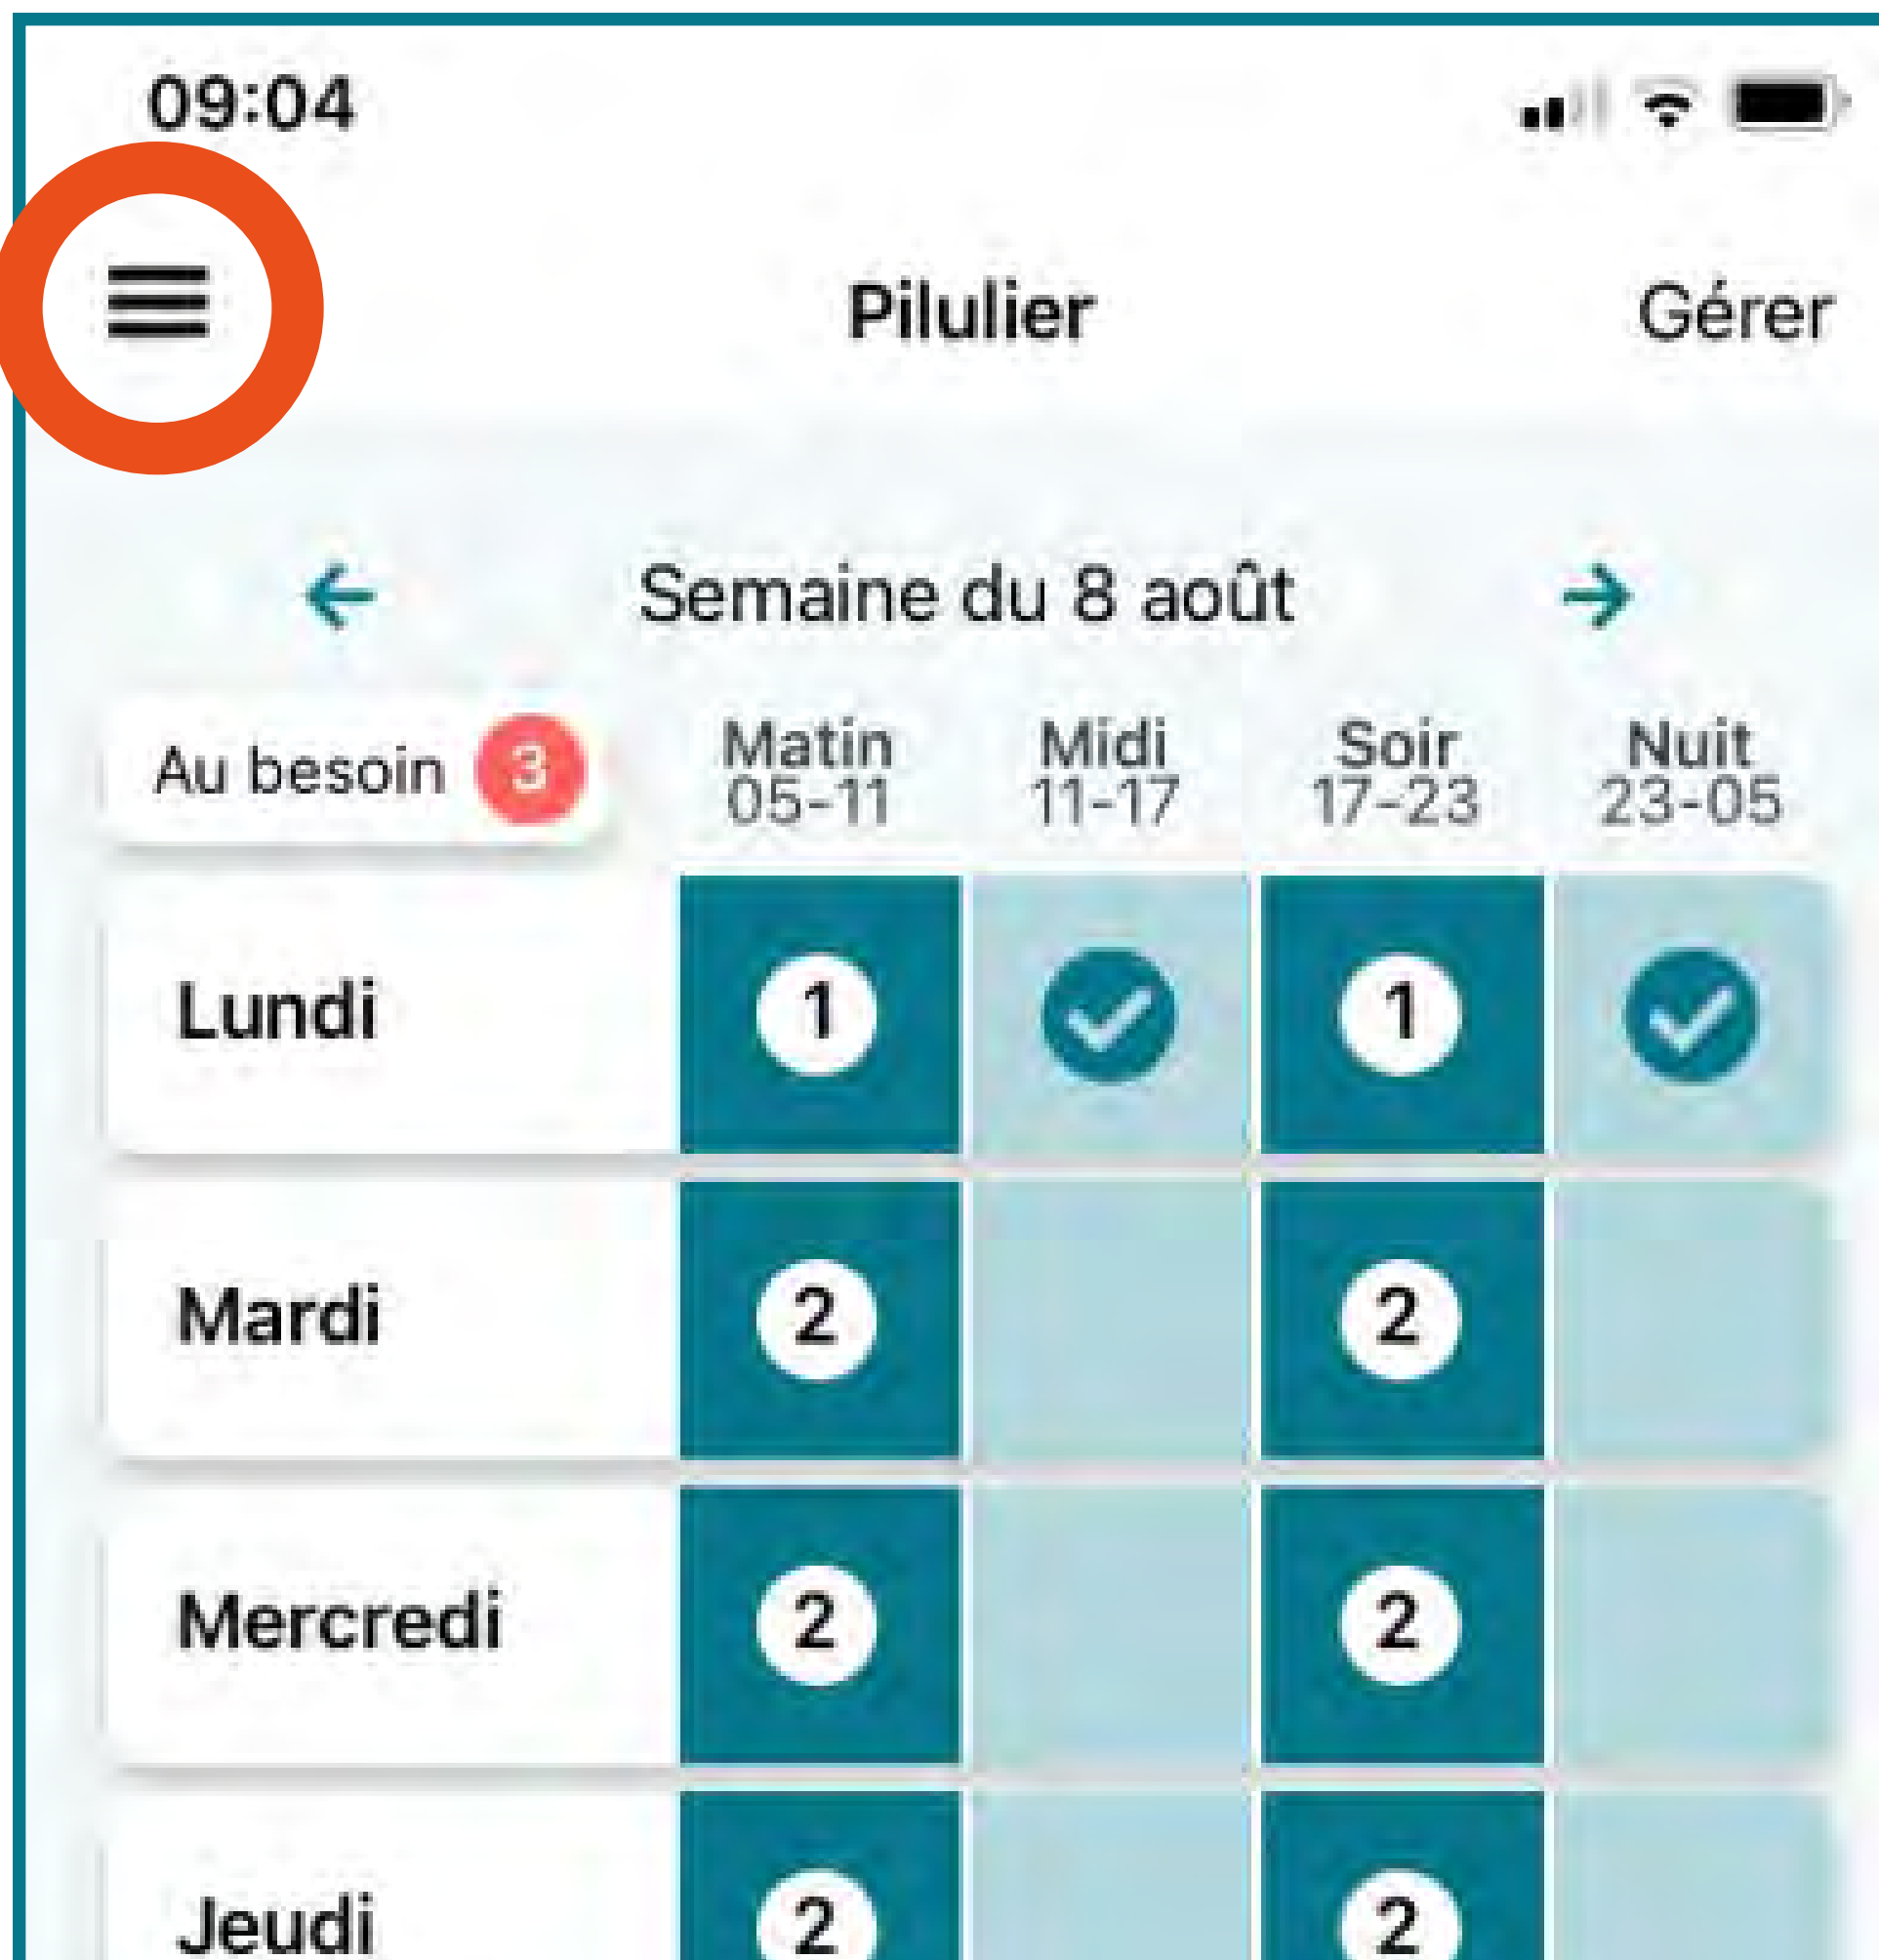 09:04
Pilulier Gérer
Semaine du 8 août
Au besoin 3
Matin Midi Soir Nuit
05-11 11-17 17-23 23-05
Lundi 1 1
Mardi 2 2
Mercredi 2 2
Jeudi 2 2